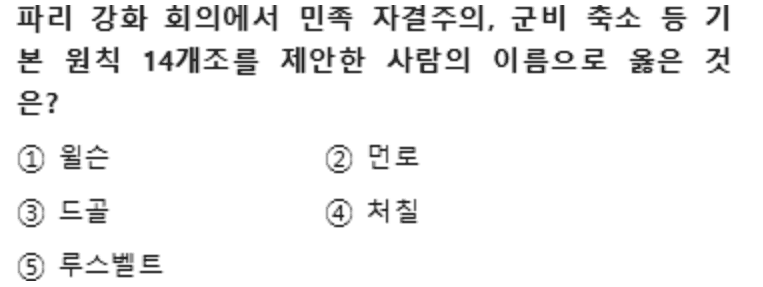 파리 강화 회의에서 민족 자결주의, 군비 축소 등 기
본 원칙 14개조를 제안한 사람의 이름으로 옳은 것
은?
① 윌슨 ② 먼로
③ 드골 ④ 처칠
⑤ 루스벨트